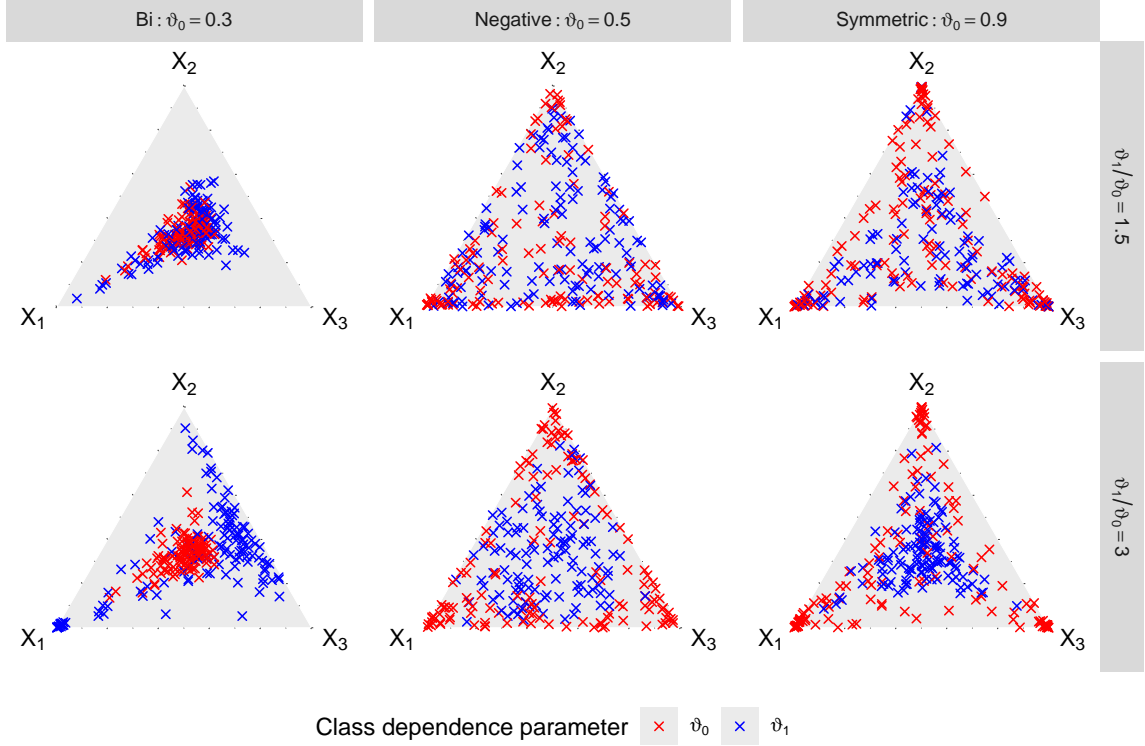 Bi : ϑ₀ = 0.3
Negative : ϑ₀ = 0.5
Symmetric : ϑ₀ = 0.9
X₂
X₂
X₂
ϑ₁/ϑ₀ = 1.5
X₁
X₃
X₁
X₃
X₁
X₃
X₂
X₂
X₂
ϑ₁/ϑ₀ = 3
X₁
X₃
X₁
X₃
X₁
X₃
Class dependence parameter × ϑ₀ × ϑ₁